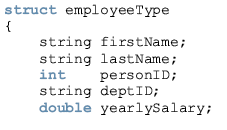 struct employeeType
{
    string firstName;
    string lastName;
    int    personID;
    string deptID;
    double yearlySalary;